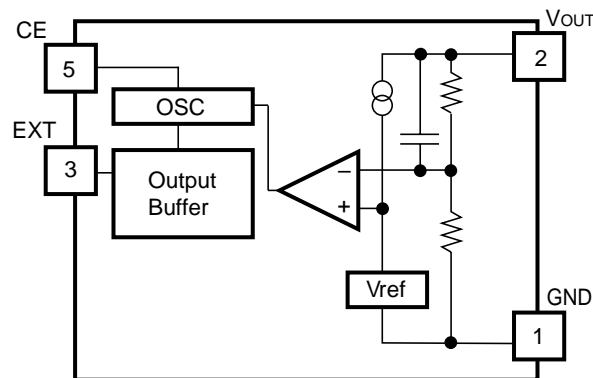 CE
VOUT
5
2
OSC
EXT
3
Output
Buffer
−
+
Vref
GND
1